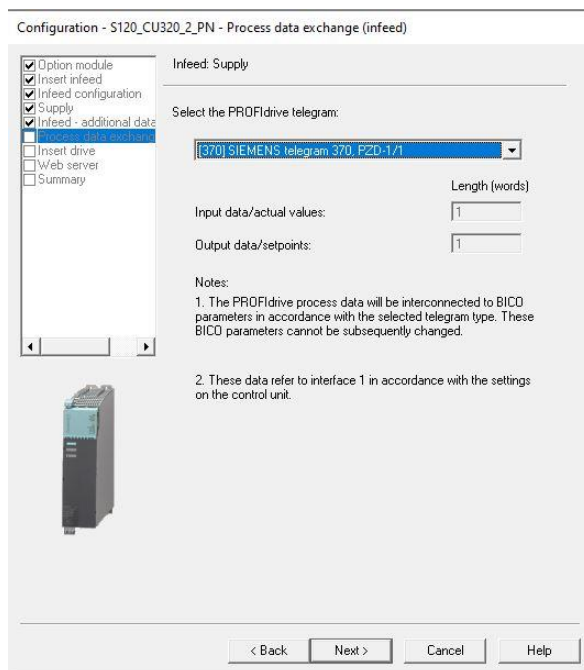 Configuration - S120_CU320_2_PN - Process data exchange (infeed)
Option module
Insert infeed
Infeed configuration
Supply
Infeed - additional data
Process data exchang
Insert drive
Web server
Summary
Infeed: Supply
Select the PROFIdrive telegram:
[370] SIEMENS telegram 370, PZD-1/1
Length (words)
Input data/actual values:
1
Output data/setpoints:
1
Notes:
1. The PROFIdrive process data will be interconnected to BICO
parameters in accordance with the selected telegram type. These
BICO parameters cannot be subsequently changed.
2. These data refer to interface 1 in accordance with the settings
on the control unit.
< Back
Next >
Cancel
Help